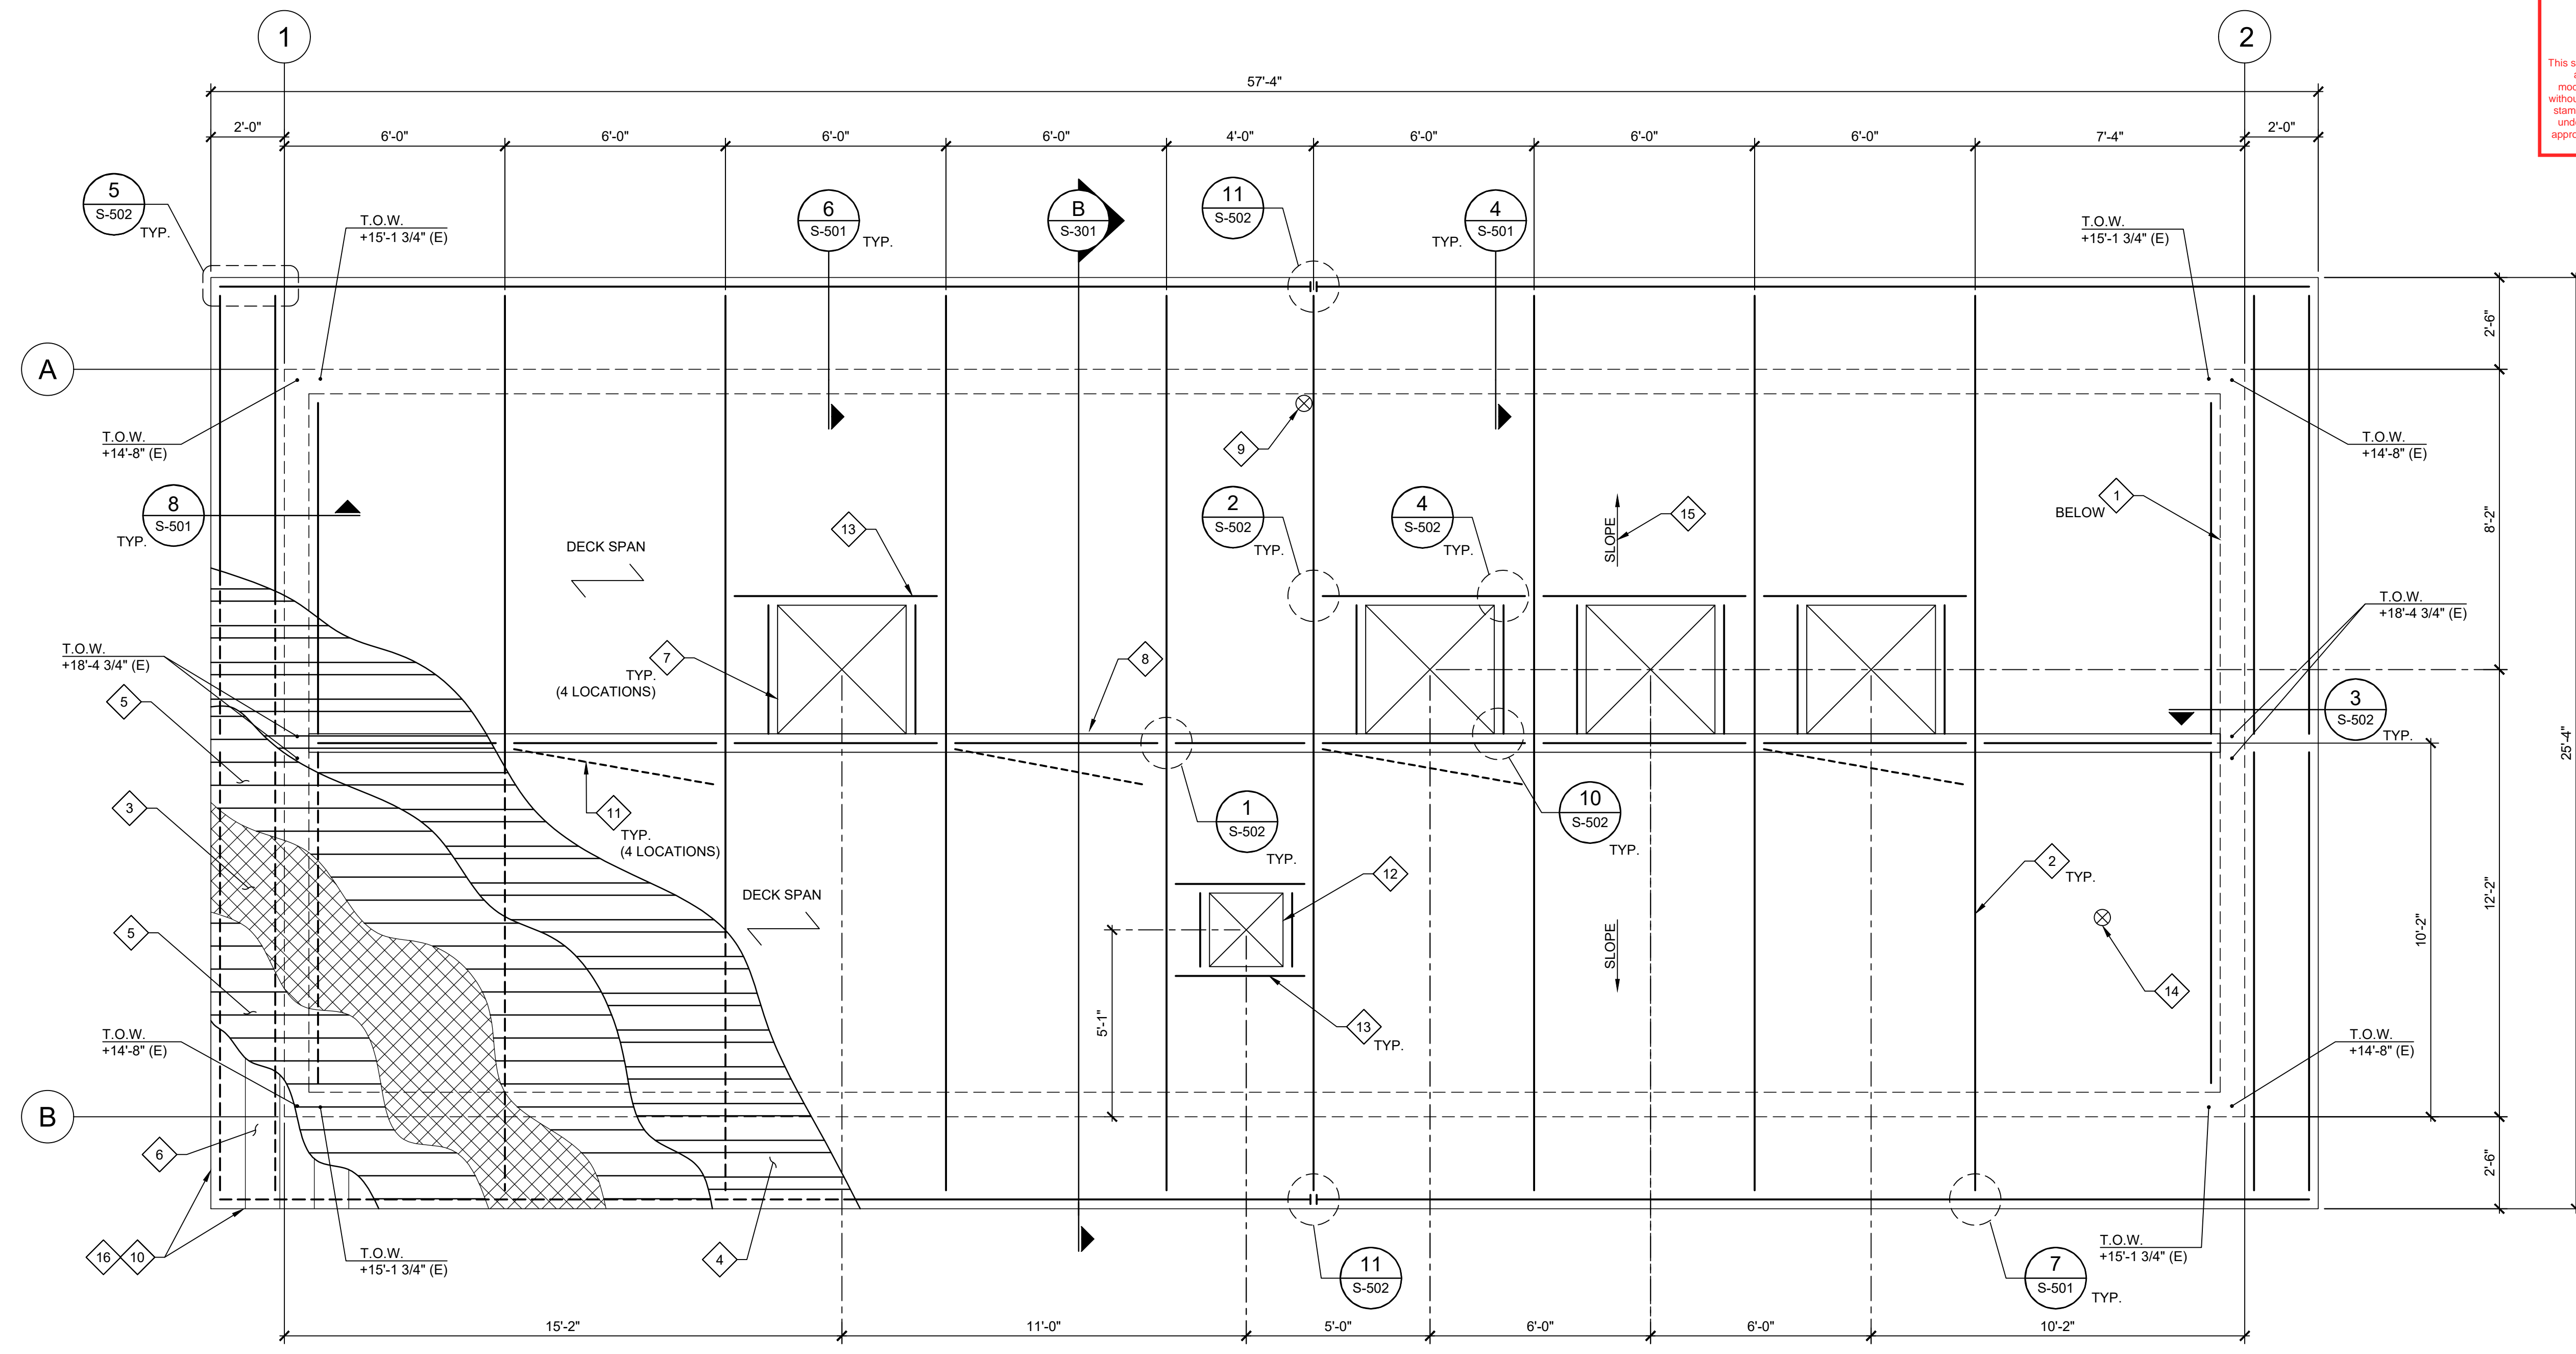 1
2
57'-4"
2'-0"
6'-0"
6'-0"
6'-0"
6'-0"
4'-0"
6'-0"
6'-0"
6'-0"
7'-4"
2'-0"
This s
mod
withou
stam
und
appro
5
S-502
TYP.
T.O.W.
+15'-1 3/4" (E)
6
S-501
TYP.
B
S-301
11
S-502
4
S-501
TYP.
T.O.W.
+15'-1 3/4" (E)
2'-6"
A
T.O.W.
+14'-8" (E)
9
T.O.W.
+14'-8" (E)
8
S-501
TYP.
DECK SPAN
13
2
S-502
TYP.
4
S-502
TYP.
SLOPE
15
1
BELOW
8'-2"
T.O.W.
+18'-4 3/4" (E)
7
TYP.
(4 LOCATIONS)
8
T.O.W.
+18'-4 3/4" (E)
5
3
S-502
TYP.
25'-4"
3
11
TYP.
(4 LOCATIONS)
1
S-502
TYP.
10
S-502
TYP.
2
TYP.
12
DECK SPAN
12'-2"
10'-2"
5
SLOPE
14
5'-1"
13
TYP.
T.O.W.
+14'-8" (E)
T.O.W.
+14'-8" (E)
B
6
2'-6"
16
10
T.O.W.
+15'-1 3/4" (E)
4
11
S-502
7
S-501
TYP.
T.O.W.
+15'-1 3/4" (E)
15'-2"
11'-0"
5'-0"
6'-0"
6'-0"
10'-2"